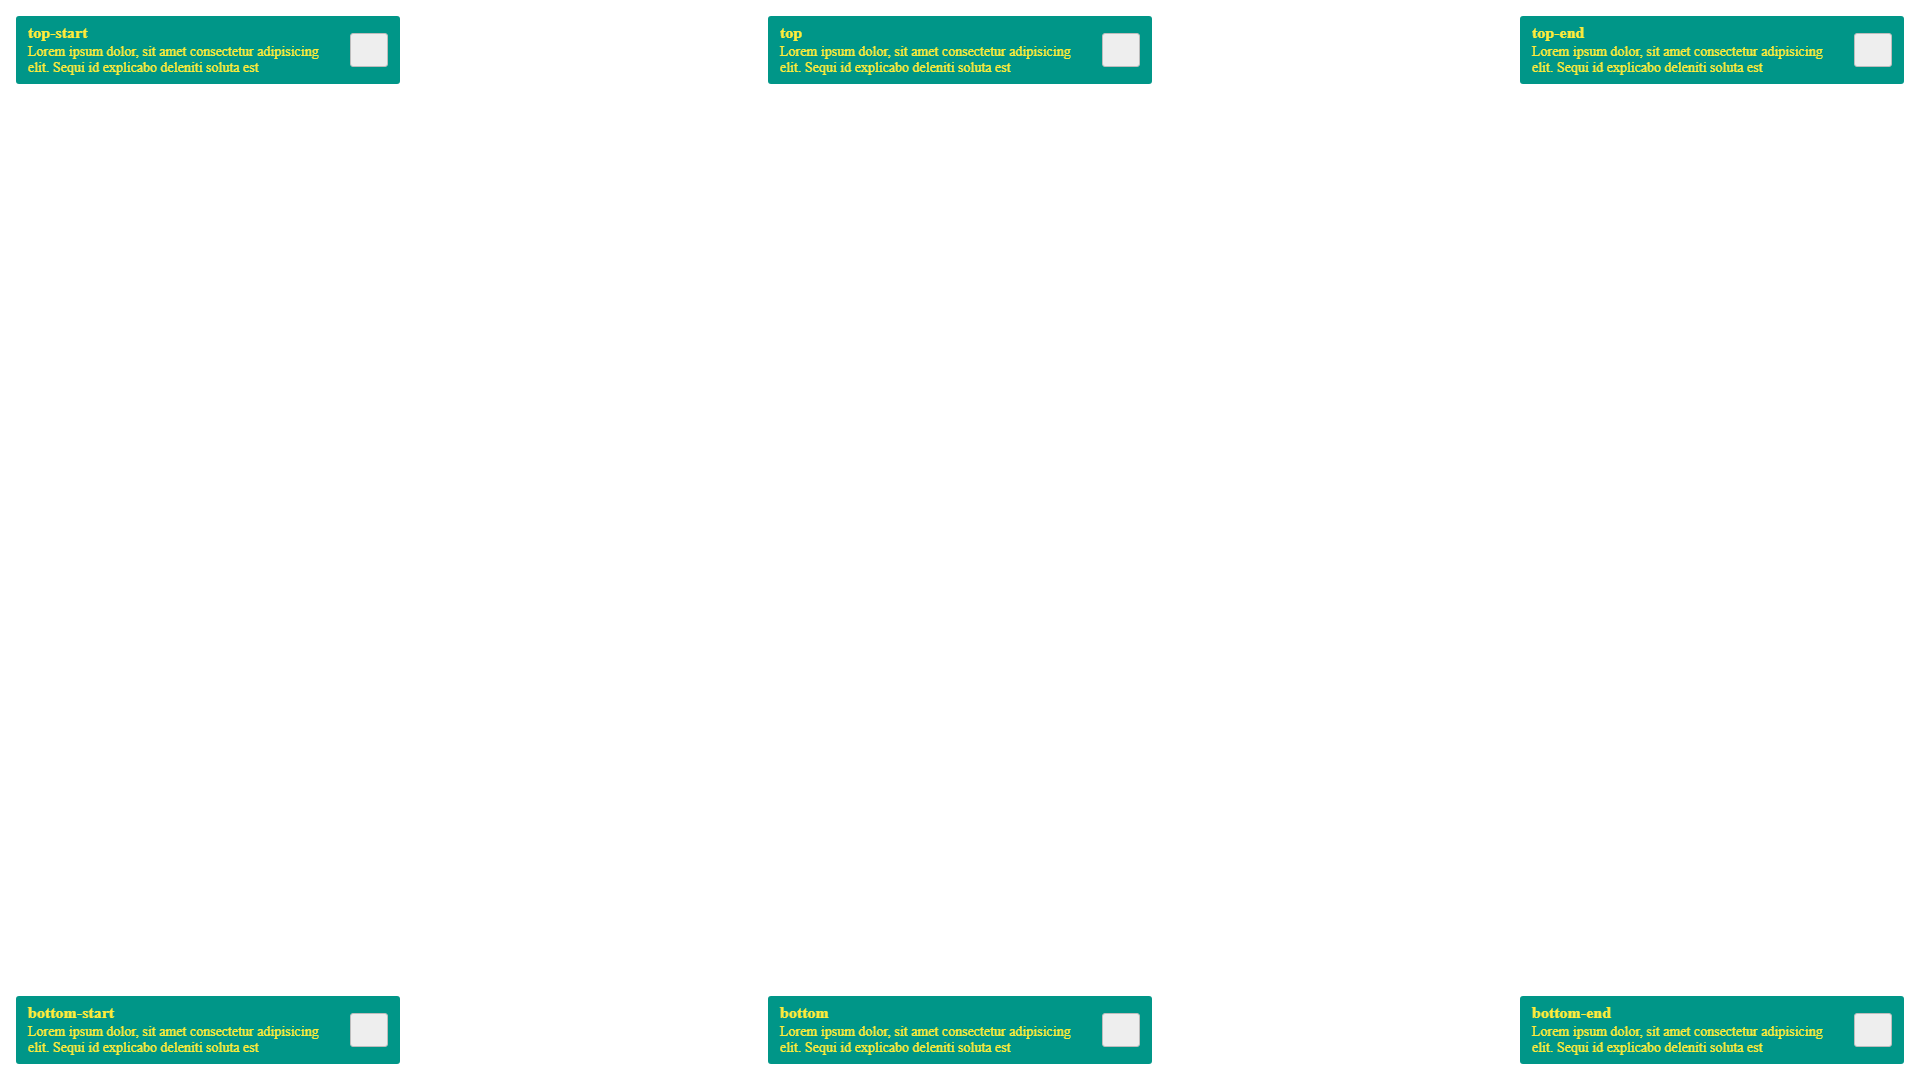 top-start
Lorem ipsum dolor, sit amet consectetur adipisicing
elit. Sequi id explicabo deleniti soluta est
top
Lorem ipsum dolor, sit amet consectetur adipisicing
elit. Sequi id explicabo deleniti soluta est
top-end
Lorem ipsum dolor, sit amet consectetur adipisicing
elit. Sequi id explicabo deleniti soluta est
bottom-start
Lorem ipsum dolor, sit amet consectetur adipisicing
elit. Sequi id explicabo deleniti soluta est
bottom
Lorem ipsum dolor, sit amet consectetur adipisicing
elit. Sequi id explicabo deleniti soluta est
bottom-end
Lorem ipsum dolor, sit amet consectetur adipisicing
elit. Sequi id explicabo deleniti soluta est